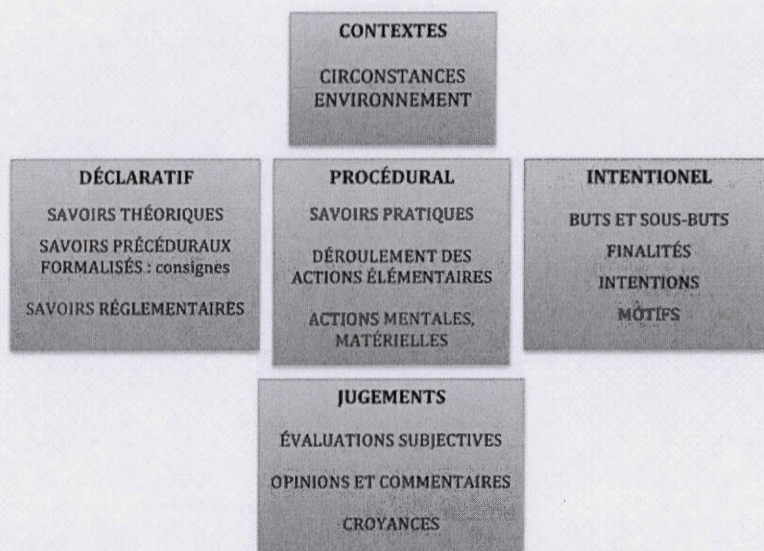 CONTEXTES
CIRCONSTANCES
ENVIRONNEMENT
DÉCLARATIF
SAVOIRS THÉORIQUES
SAVOIRS PRÉCÉDURAUX
FORMALISÉS : consignes
SAVOIRS RÉGLEMENTAIRES
PROCÉDURAL
SAVOIRS PRATIQUES
DÉROULEMENT DES
ACTIONS ÉLÉMENTAIRES
ACTIONS MENTALES,
MATÉRIELLES
INTENTIONEL
BUTS ET SOUS-BUTS
FINALITÉS
INTENTIONS
MOTIFS
JUGEMENTS
ÉVALUATIONS SUBJECTIVES
OPINIONS ET COMMENTAIRES
CROYANCES